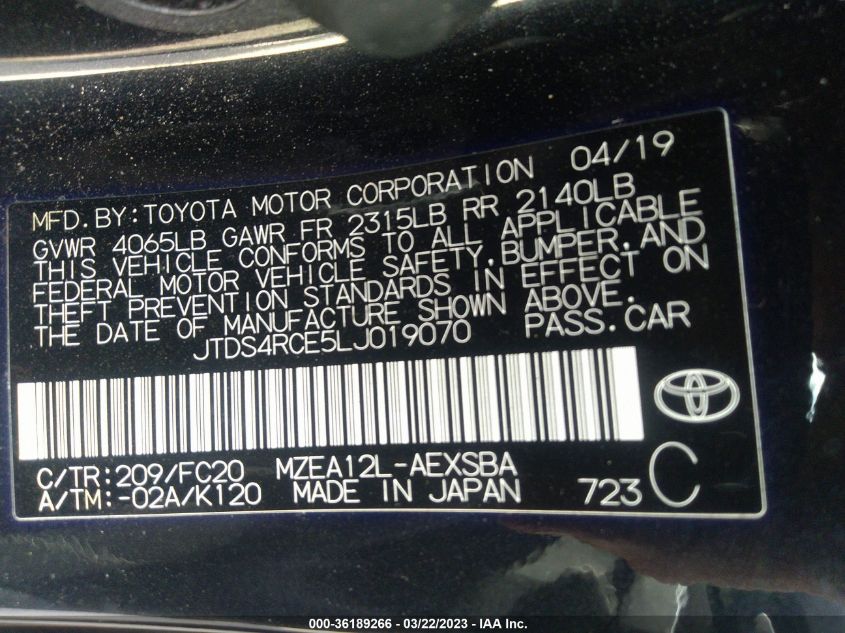 MFD.BY:TOYOTA MOTOR CORPORATION 04/19
GVWR 4065LB GAWR FR 2315LB RR 2140LB
THIS VEHICLE CONFORMS TO ALL APPLICABLE
FEDERAL MOTOR VEHICLE SAFETY,BUMPER,AND
THEFT PREVENTION STANDARDS IN EFFECT ON
THE DATE OF MANUFACTURE SHOWN ABOVE.
JTDS4RCE5LJ019070 PASS.CAR
C/TR:209/FC20 MZEA12L-AEXSBA
A/TM:-02A/K120 MADE IN JAPAN 723 C
000-36189266 - 03/22/2023 - IAA Inc.